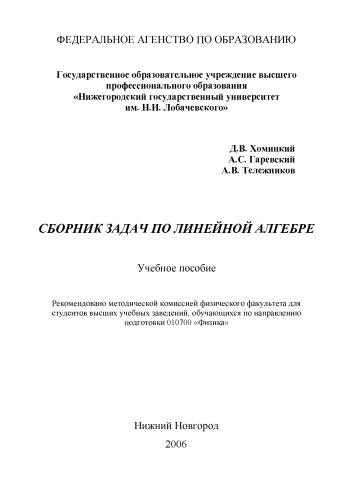 ФЕДЕРАЛЬНОЕ АГЕНСТВО ПО ОБРАЗОВАНИЮ
Государственное образовательное учреждение высшего
профессионального образования
«Нижегородский государственный университет
им. Н.И. Лобачевского»
Д.В. Хомицкий
А.С. Гаревский
А.В. Тележников
СБОРНИК ЗАДАЧ ПО ЛИНЕЙНОЙ АЛГЕБРЕ
Учебное пособие
Рекомендовано методической комиссией физического факультета для
студентов высших учебных заведений, обучающихся по направлению
подготовки 010700 «Физика»
Нижний Новгород
2006